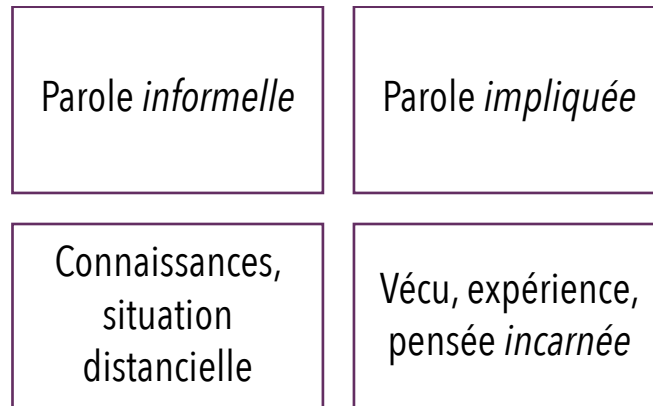 Parole informelle
Parole impliquée
Connaissances,
situation
distancielle
Vécu, expérience,
pensée incarnée